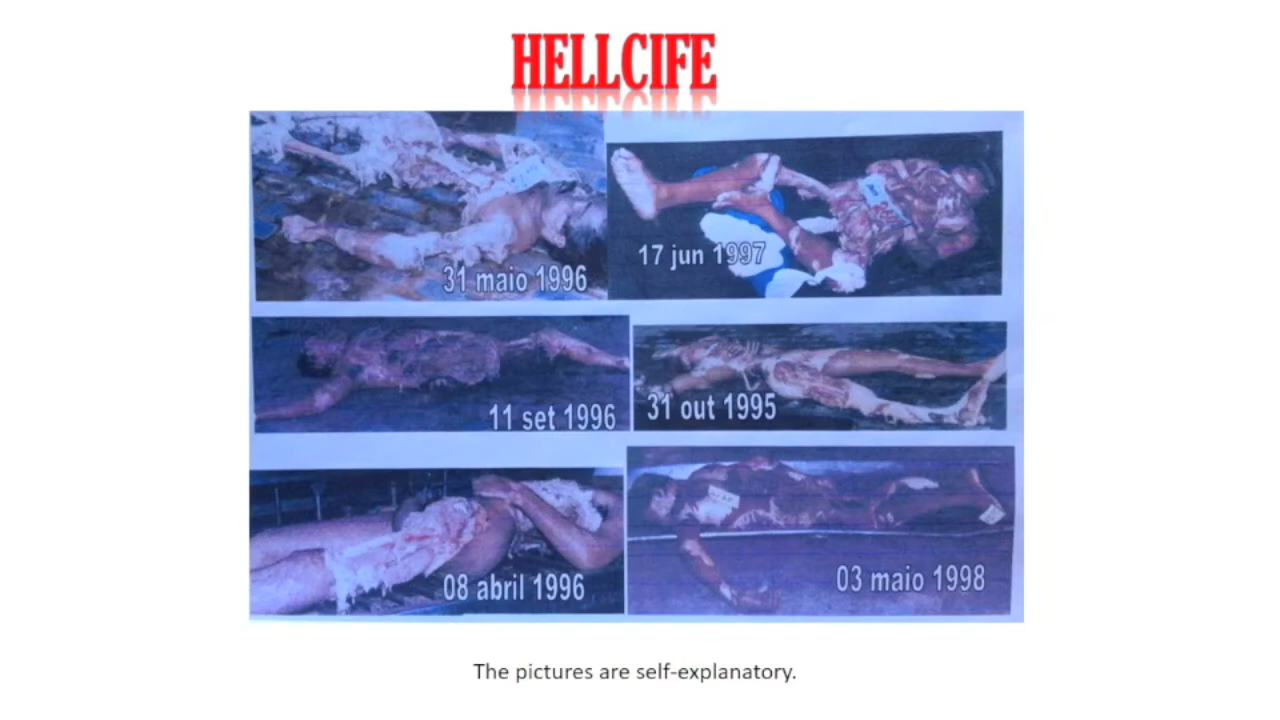 HELLCIFE
31 maio 1996
17 jun 1997
11 set 1996
31 out 1995
08 abril 1996
03 maio 1998
The pictures are self-explanatory.